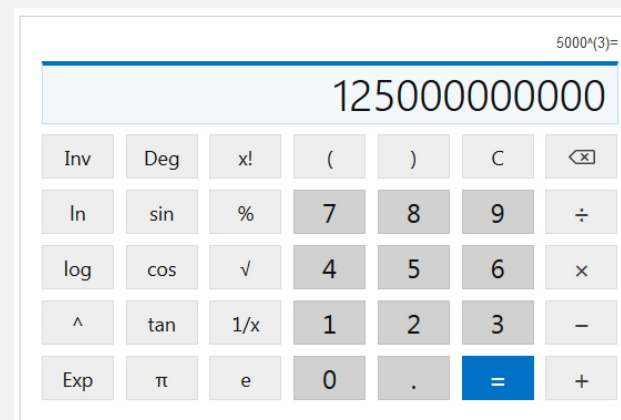 5000^(3)=
125000000000
Inv Deg x! ( ) C
ln sin % 7 8 9 ÷
log cos √ 4 5 6 ×
^ tan 1/x 1 2 3 −
Exp π e 0 . = +